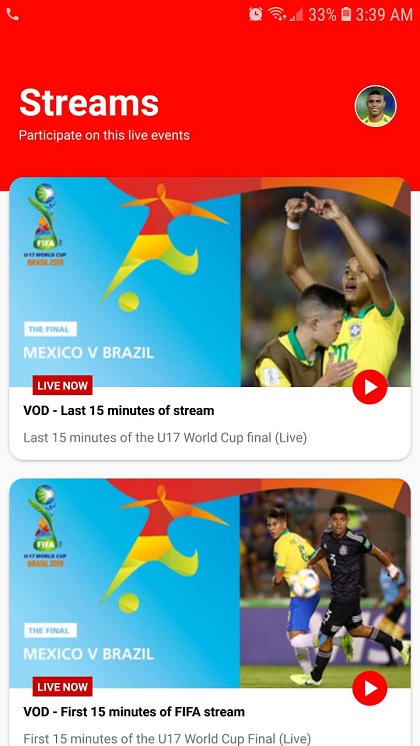 33% 3:39 AM
Streams
Participate on this live events
FIFA
U-17 WORLD CUP
BRASIL 2019
THE FINAL
MEXICO V BRAZIL
LIVE NOW
VOD - Last 15 minutes of stream
Last 15 minutes of the U17 World Cup final (Live)
FIFA
U-17 WORLD CUP
BRASIL 2019
3
3
THE FINAL
MEXICO V BRAZIL
LIVE NOW
VOD - First 15 minutes of FIFA stream
First 15 minutes of the U17 World Cup Final (Live)